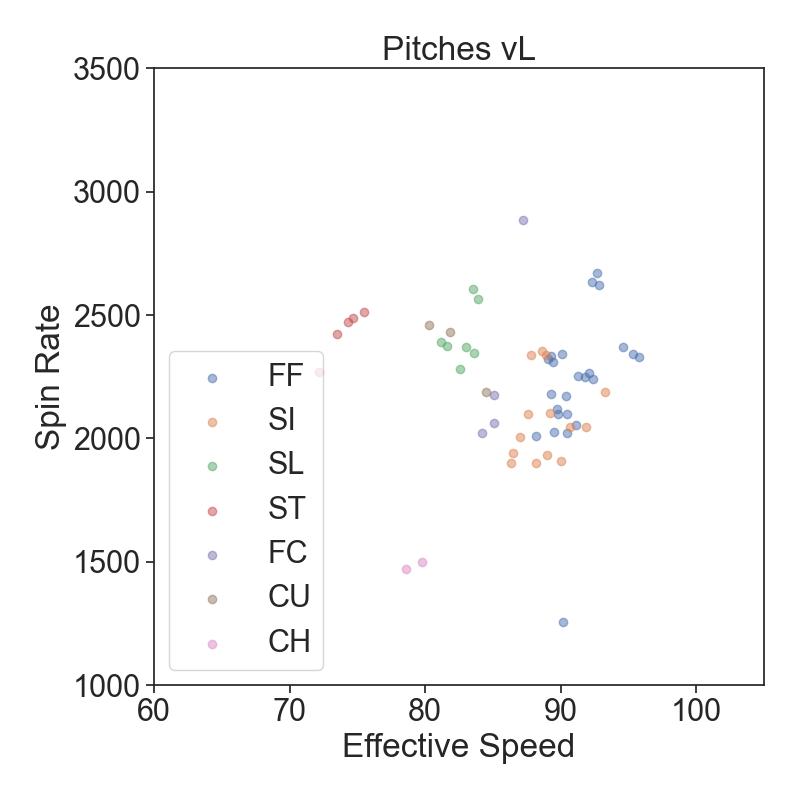 Pitches vL
3500
3000
2500
2000
1500
1000
Spin Rate
FF
SI
SL
ST
FC
CU
CH
60 70 80 90 100
Effective Speed